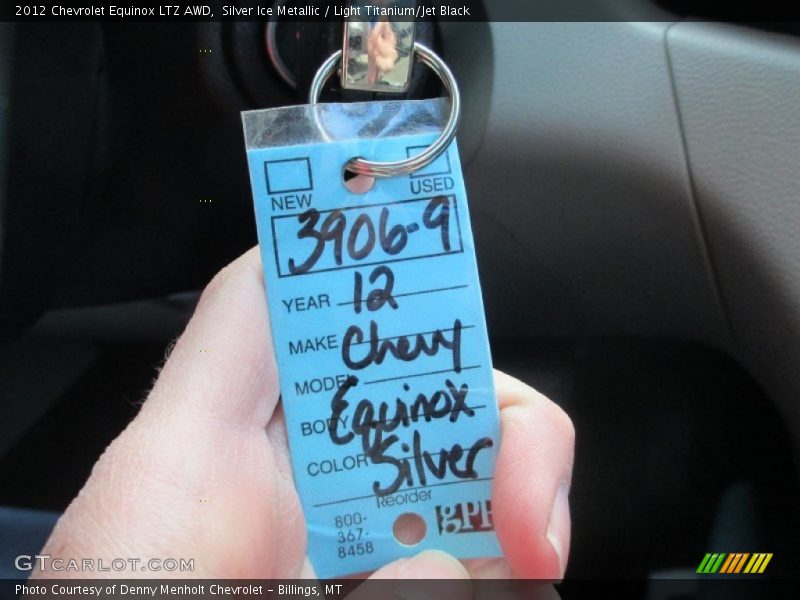 2012 Chevrolet Equinox LTZ AWD,  Silver Ice Metallic / Light Titanium/Jet Black
NEW USED
3906-9
YEAR 12
MAKE Chevy
MODEL
BODY Equinox
COLOR Silver
Reorder
800-
367-
8458
gPP
GTCARLOT.COM
Photo Courtesy of Denny Menholt Chevrolet – Billings, MT